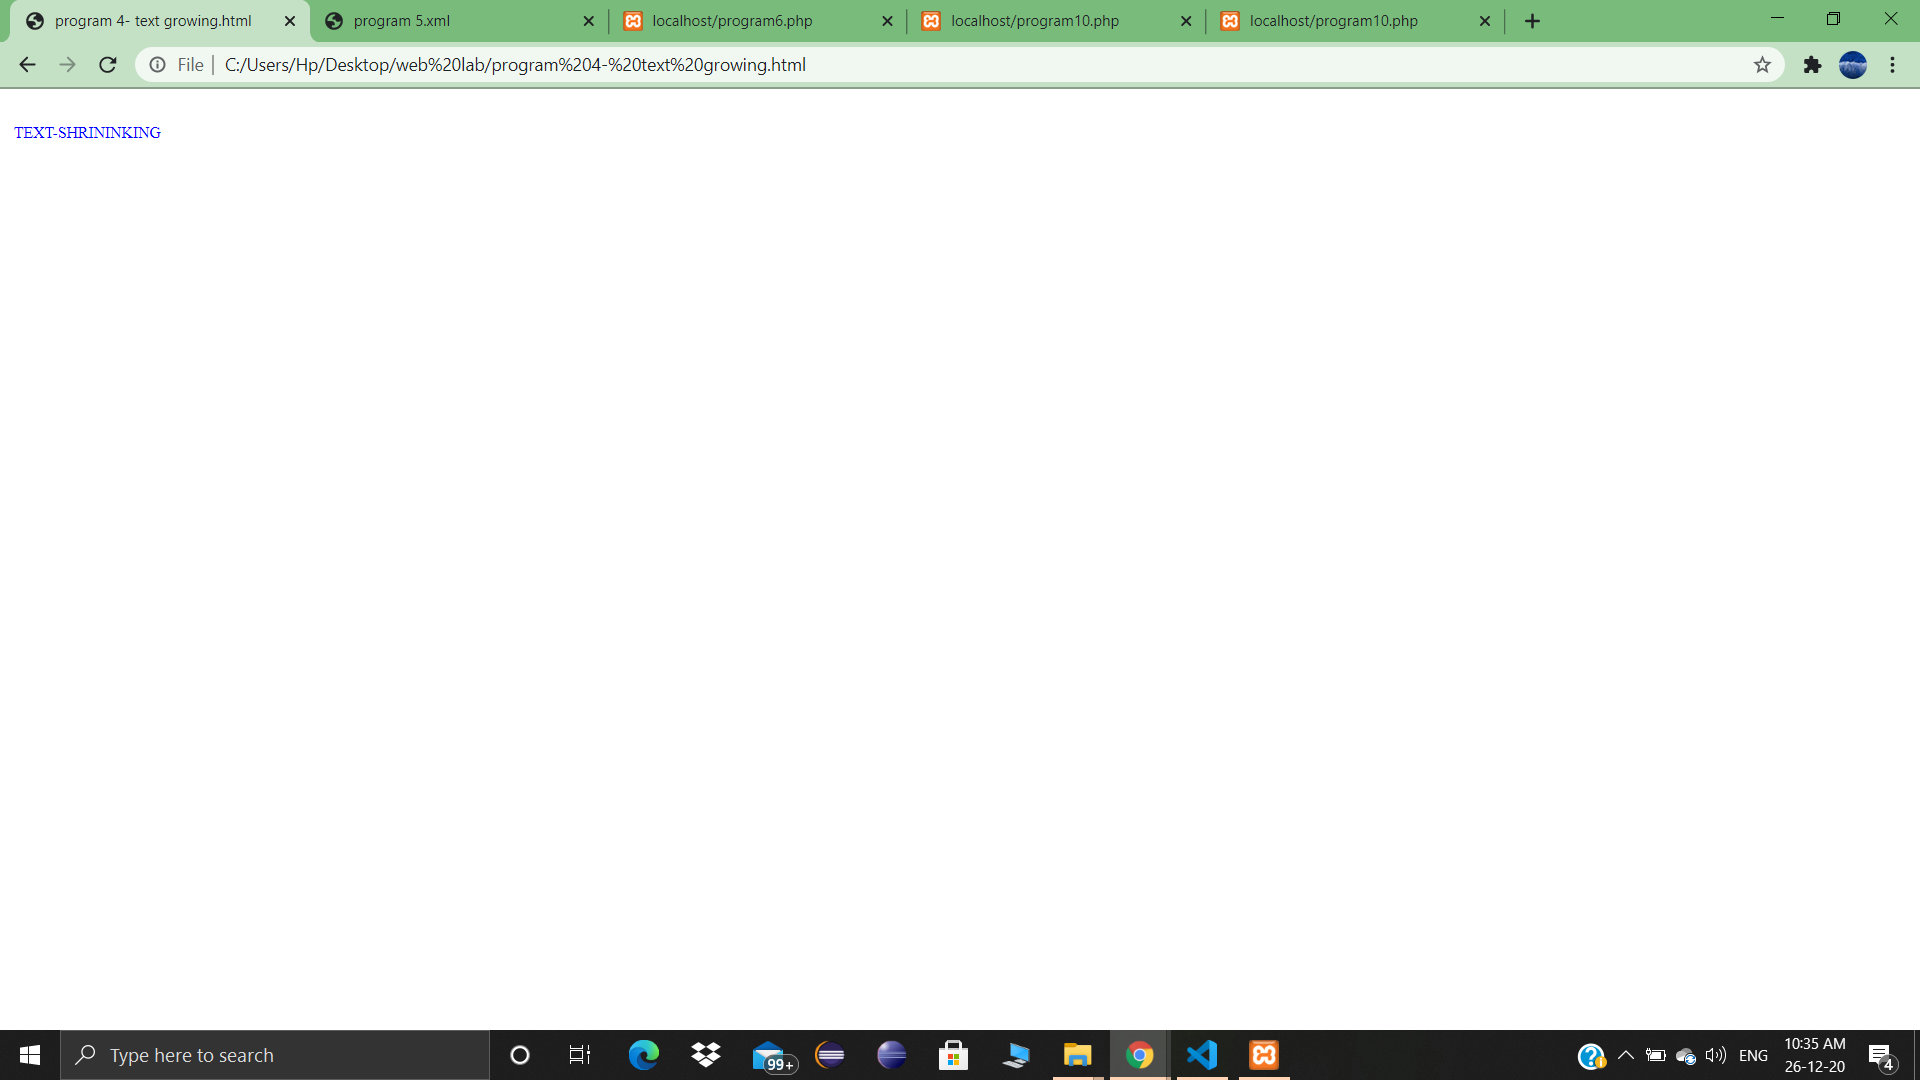 program 4- text growing.html
program 5.xml
localhost/program6.php
localhost/program10.php
localhost/program10.php
File | C:/Users/Hp/Desktop/web%20lab/program%204-%20text%20growing.html
TEXT-SHRININKING
Type here to search
99+
ENG
10:35 AM
26-12-20
4